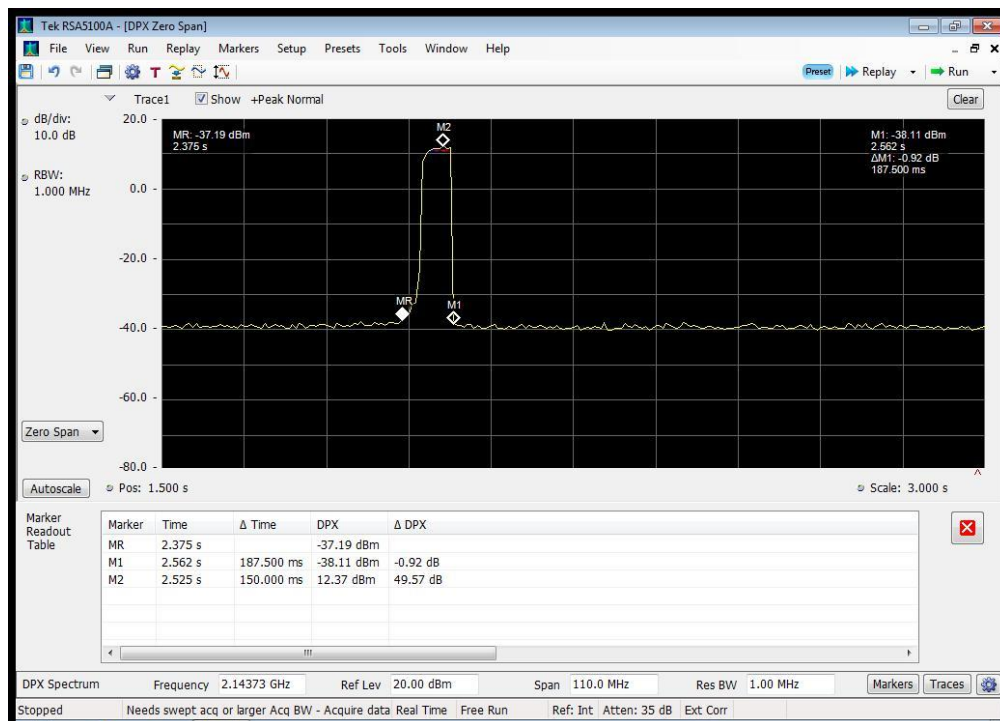 Tek RSA5100A - [DPX Zero Span]
File View Run Replay Markers Setup Presets Tools Window Help
T Preset Replay Run
Trace1 Show +Peak Normal Clear
dB/div:
10.0 dB
RBW:
1.000 MHz
20.0
0.0
-20.0
-40.0
-60.0
-80.0
MR: -37.19 dBm
2.375 s
M2
M1: -38.11 dBm
2.562 s
ΔM1: -0.92 dB
187.500 ms
MR
M1
Zero Span
Autoscale Pos: 1.500 s Scale: 3.000 s
Marker
Readout
Table
Marker Time Δ Time DPX Δ DPX
MR 2.375 s -37.19 dBm
M1 2.562 s 187.500 ms -38.11 dBm -0.92 dB
M2 2.525 s 150.000 ms 12.37 dBm 49.57 dB
DPX Spectrum Frequency 2.14373 GHz Ref Lev 20.00 dBm Span 110.0 MHz Res BW 1.00 MHz Markers Traces
Stopped Needs swept acq or larger Acq BW - Acquire data Real Time Free Run Ref: Int Atten: 35 dB Ext Corr